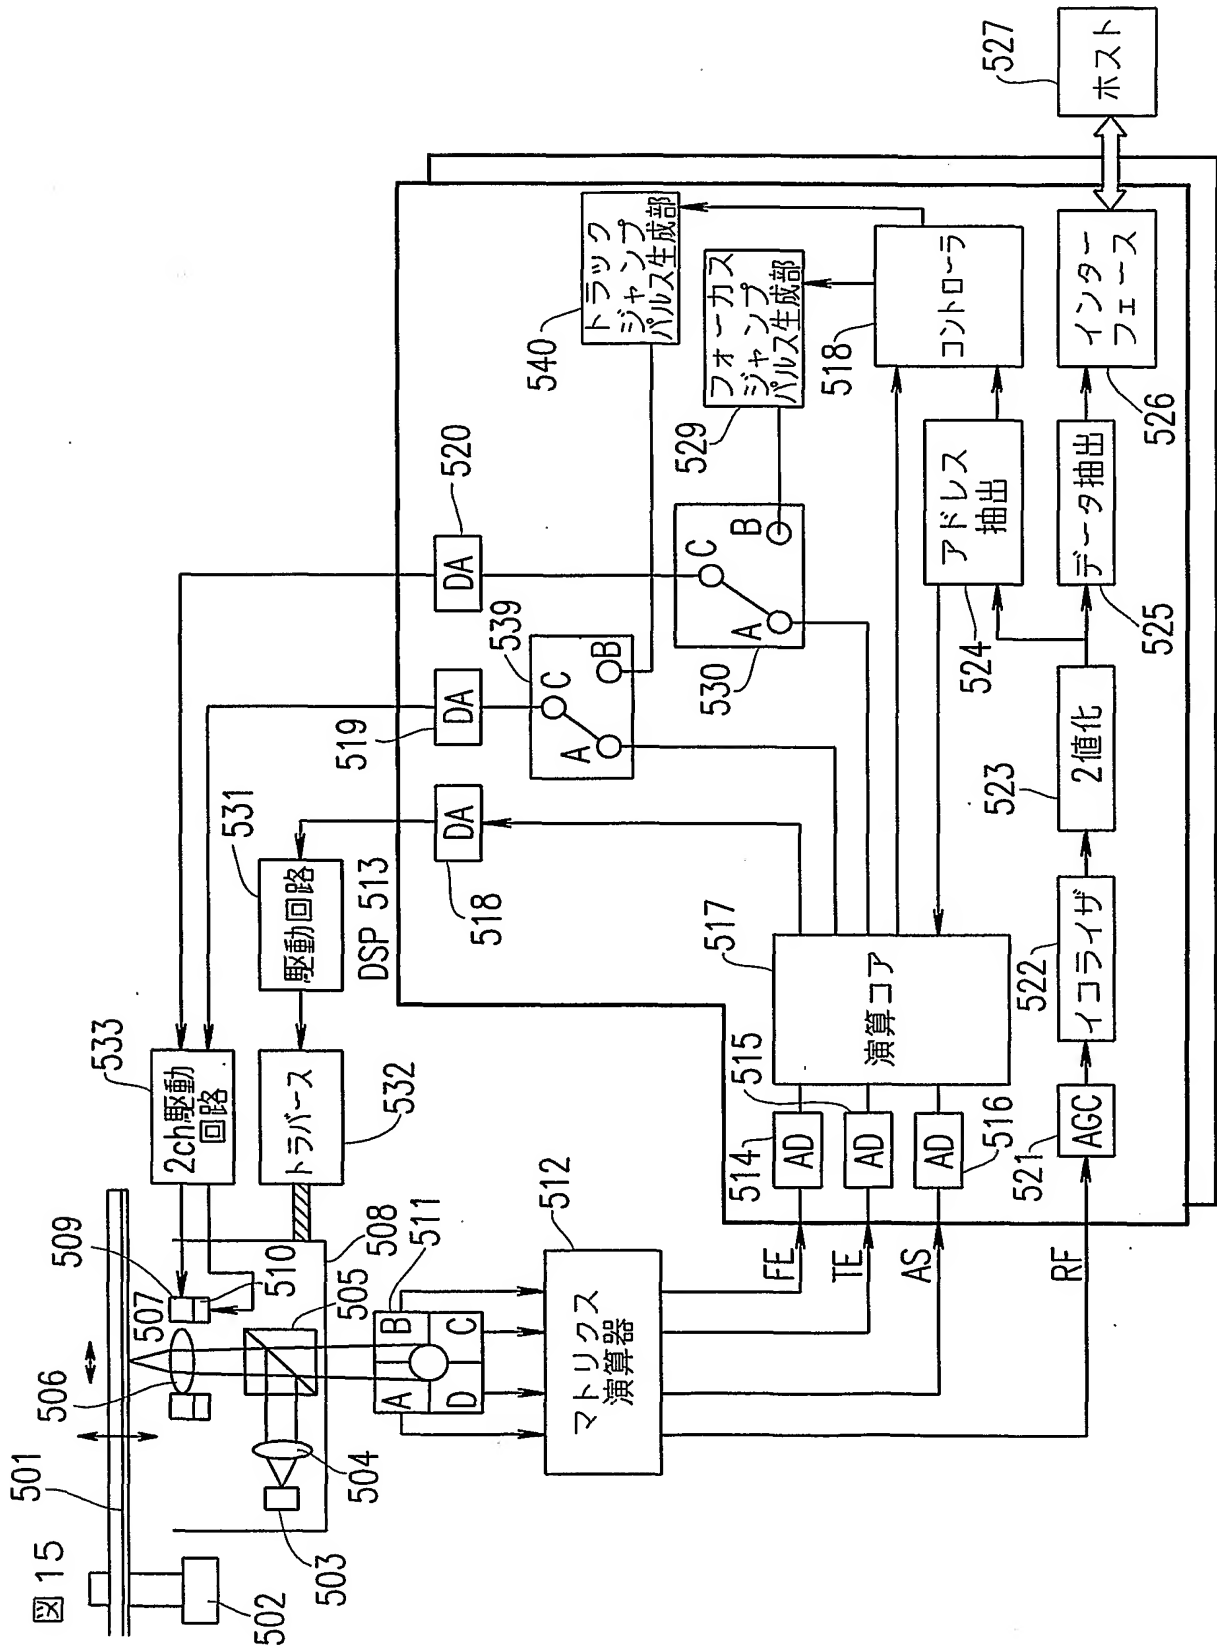 図15
501
502
503
504
505
506
507
508
509
510
511
A
B
C
D
マトリクス
演算器
512
FE
TE
AS
RF
533
2ch駆動
回路
トラバース
532
531
駆動回路
DSP 513
DA
518
519
DA
520
DA
539
A
C
B
530
A
C
B
540
トラック
ジャンプ
パルス生成部
529
フォーカス
ジャンプ
パルス生成部
514
AD
515
AD
516
AD
517
演算コア
518
コントローラ
524
アドレス
抽出
521
AGC
522
イコライザ
523
2値化
525
データ抽出
526
インター
フェース
527
ホスト